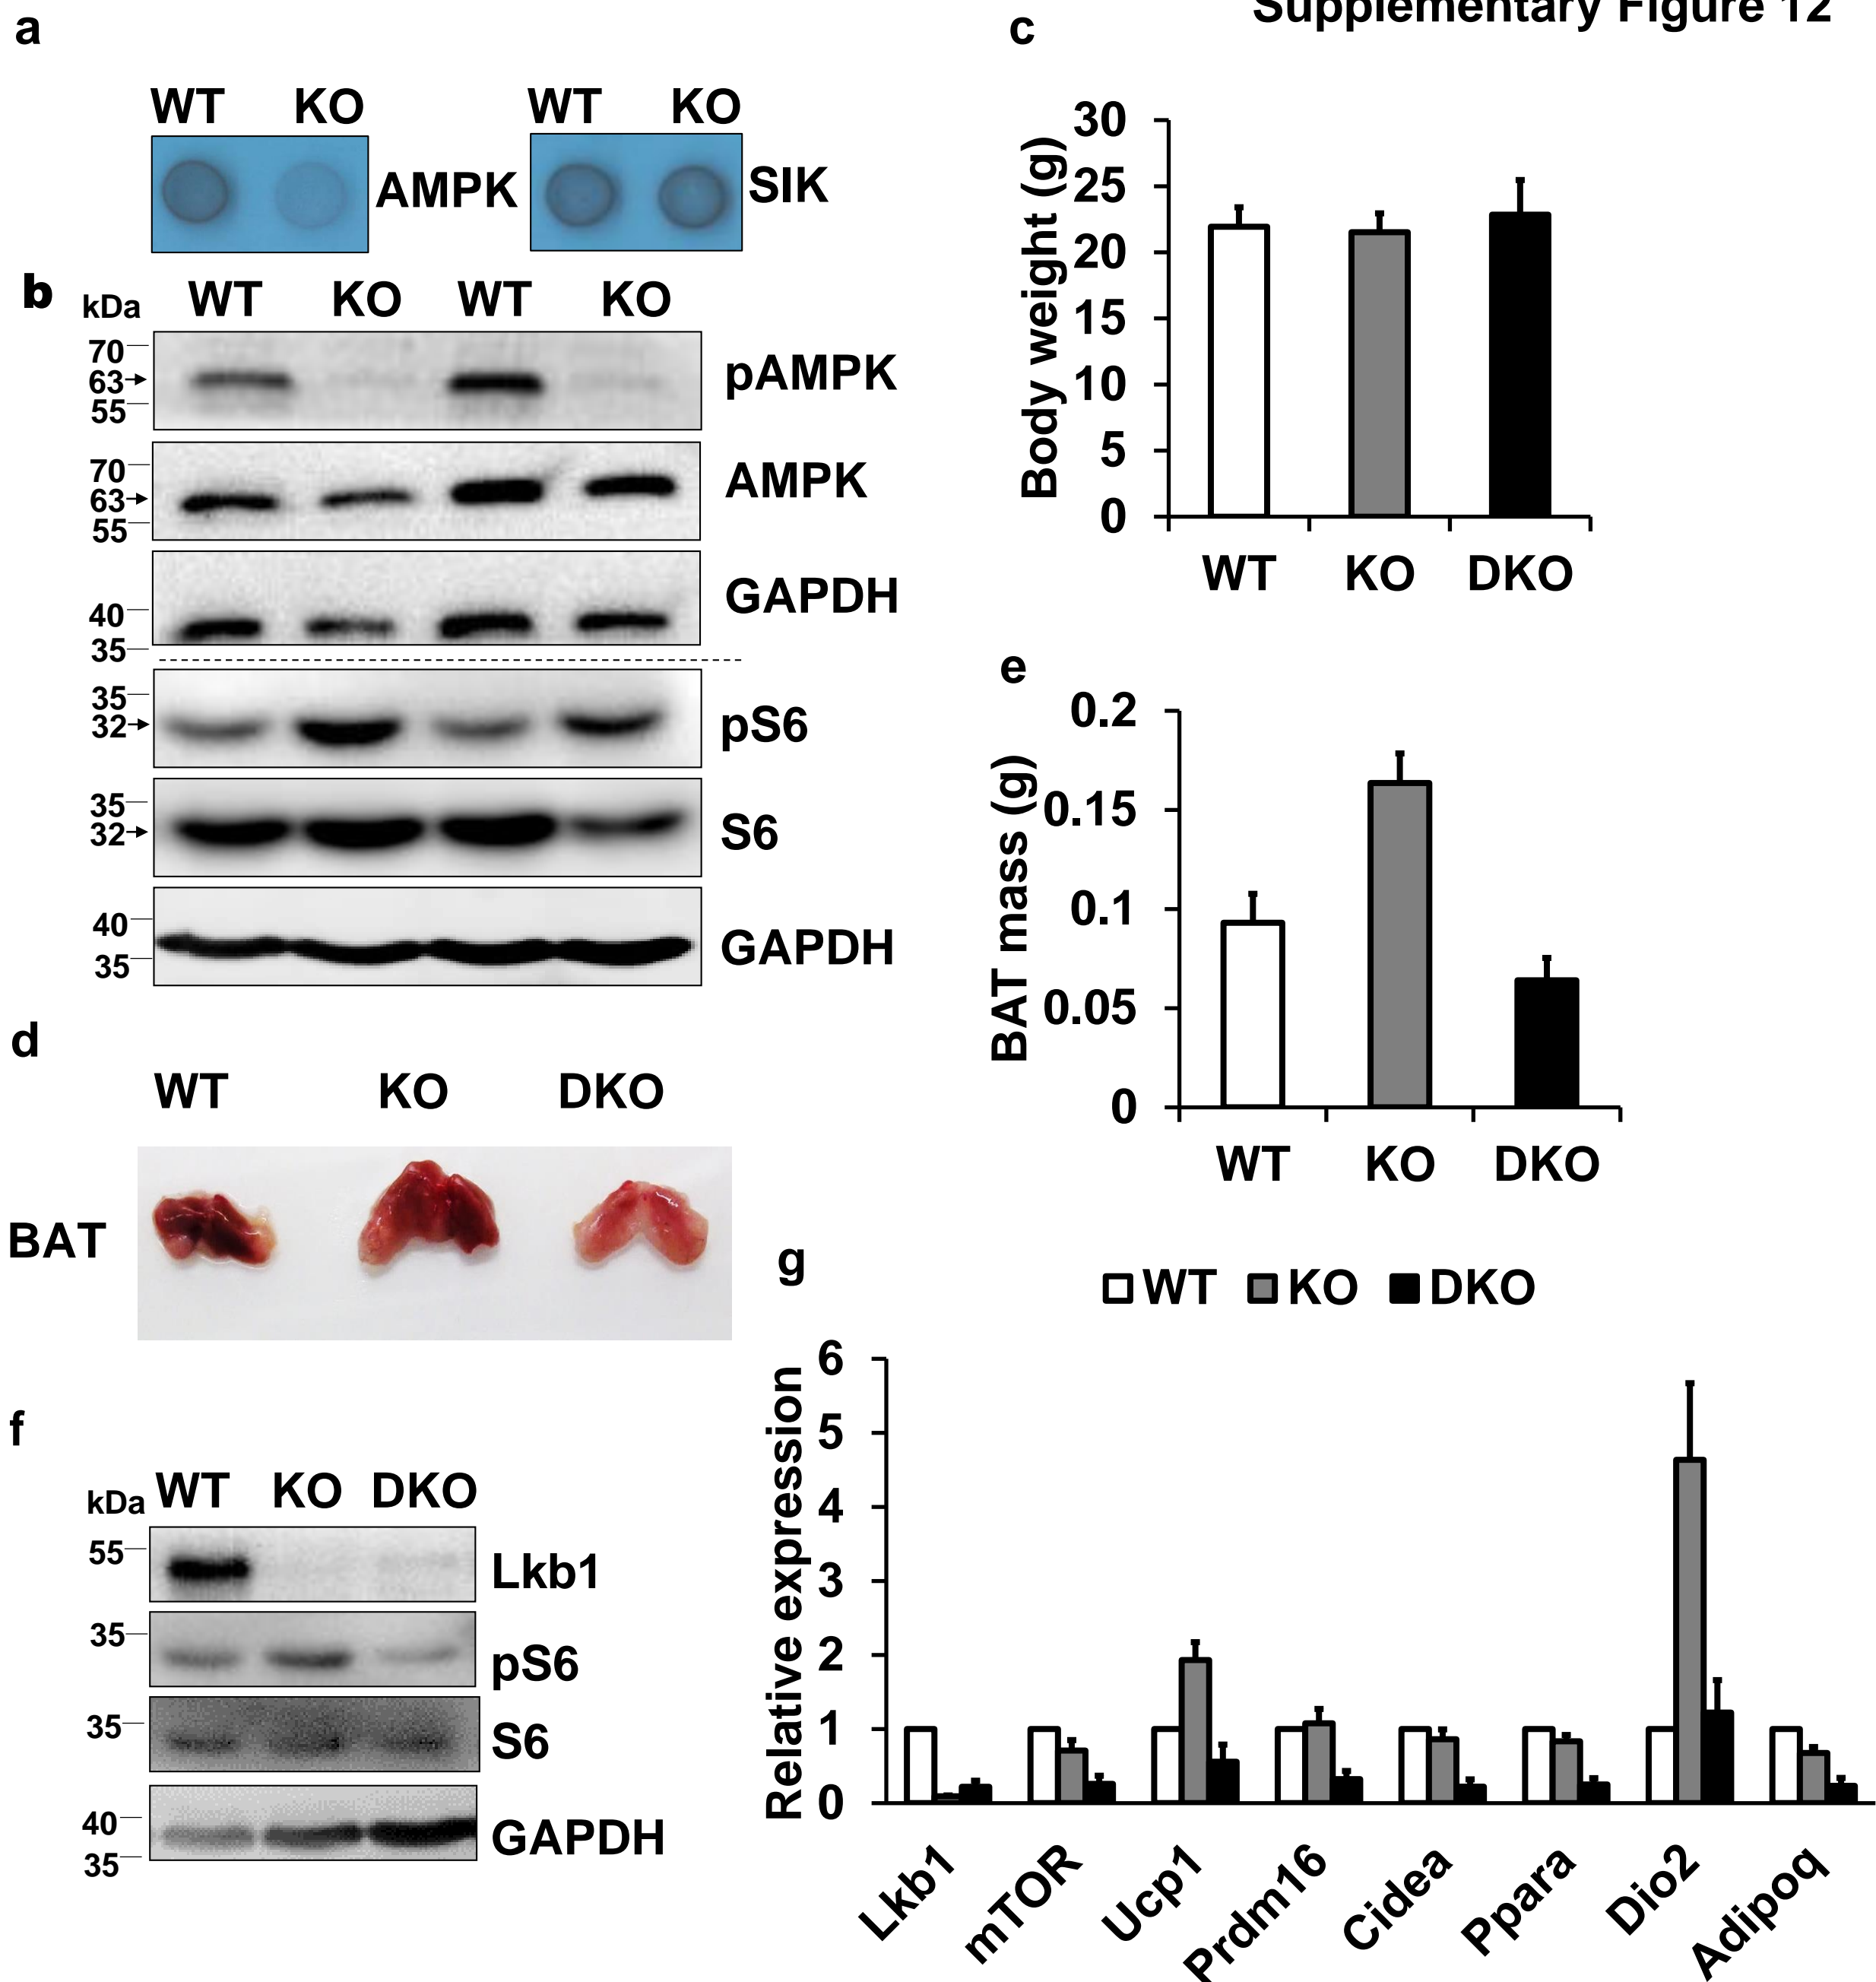 Supplementary Figure 12
a
WT KO WT KO
AMPK SIK
b
kDa WT KO WT KO
70
63
55
pAMPK
70
63
55
AMPK
40
35
GAPDH
35
32
pS6
35
32
S6
40
35
GAPDH
c
Body weight (g)
30
25
20
15
10
5
0
WT KO DKO
d
WT KO DKO
BAT
e
BAT mass (g)
0.2
0.15
0.1
0.05
0
WT KO DKO
f
kDa WT KO DKO
55
Lkb1
35
pS6
35
S6
40
35
GAPDH
g
WT KO DKO
Relative expression
6
5
4
3
2
1
0
Lkb1 mTOR Ucp1 Prdm16 Cidea Ppara Dio2 Adipoq